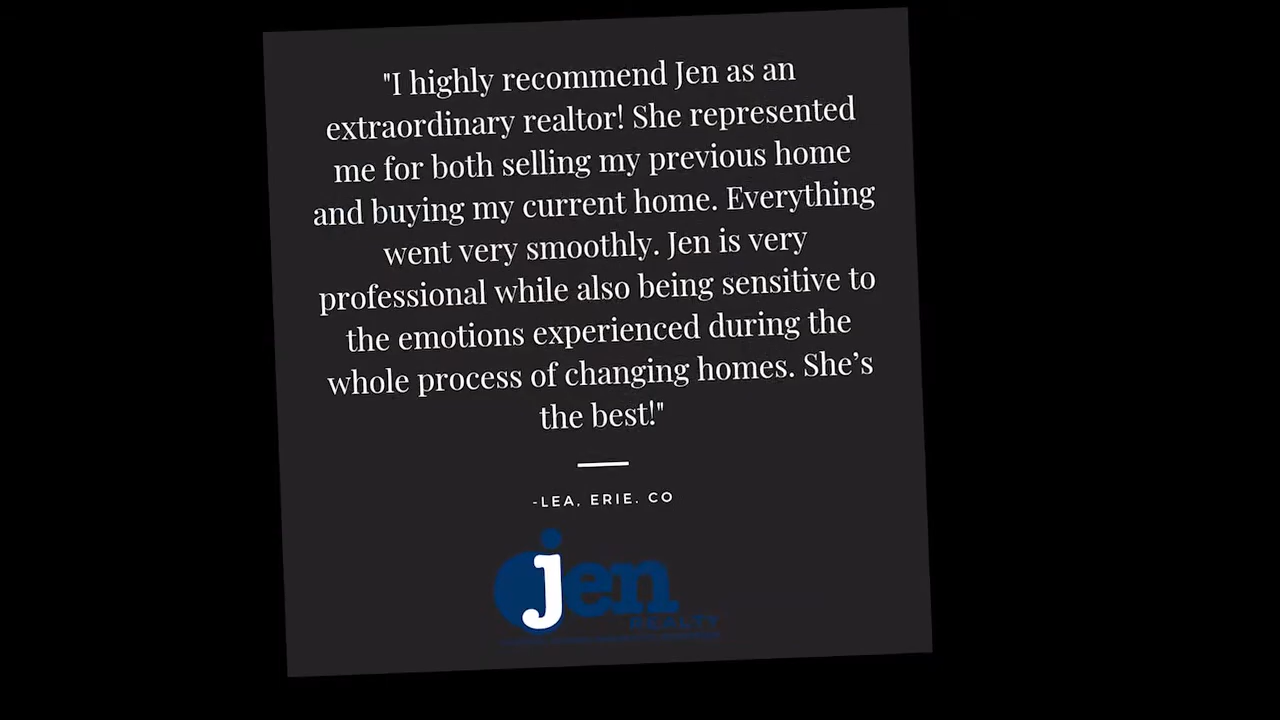 "I highly recommend Jen as an
extraordinary realtor! She represented
me for both selling my previous home
and buying my current home. Everything
went very smoothly. Jen is very
professional while also being sensitive to
the emotions experienced during the
whole process of changing homes. She’s
the best!"
-LEA, ERIE. CO
jen
REALTY